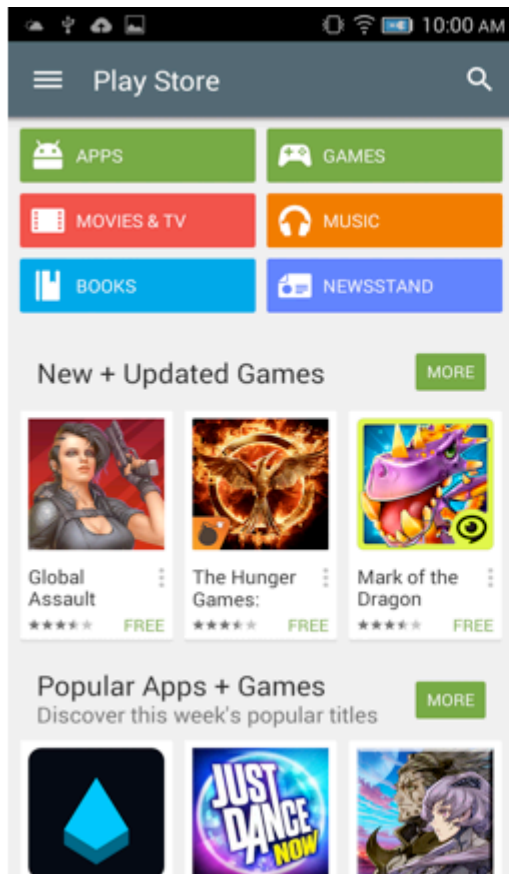 10:00 AM
Play Store
APPS
GAMES
MOVIES & TV
MUSIC
BOOKS
NEWSSTAND
New + Updated Games
MORE
Global
Assault
FREE
The Hunger
Games:
FREE
Mark of the
Dragon
FREE
Popular Apps + Games
MORE
Discover this week's popular titles
JUST
DANCE
NOW